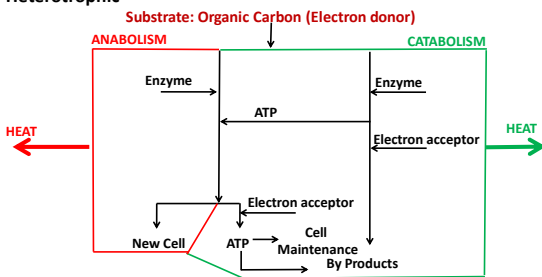 Heterotrophic
Substrate: Organic Carbon (Electron donor)
ANABOLISM
CATABOLISM
Enzyme
Enzyme
ATP
HEAT
HEAT
Electron acceptor
Electron acceptor
New Cell
ATP
Cell
Maintenance
By Products